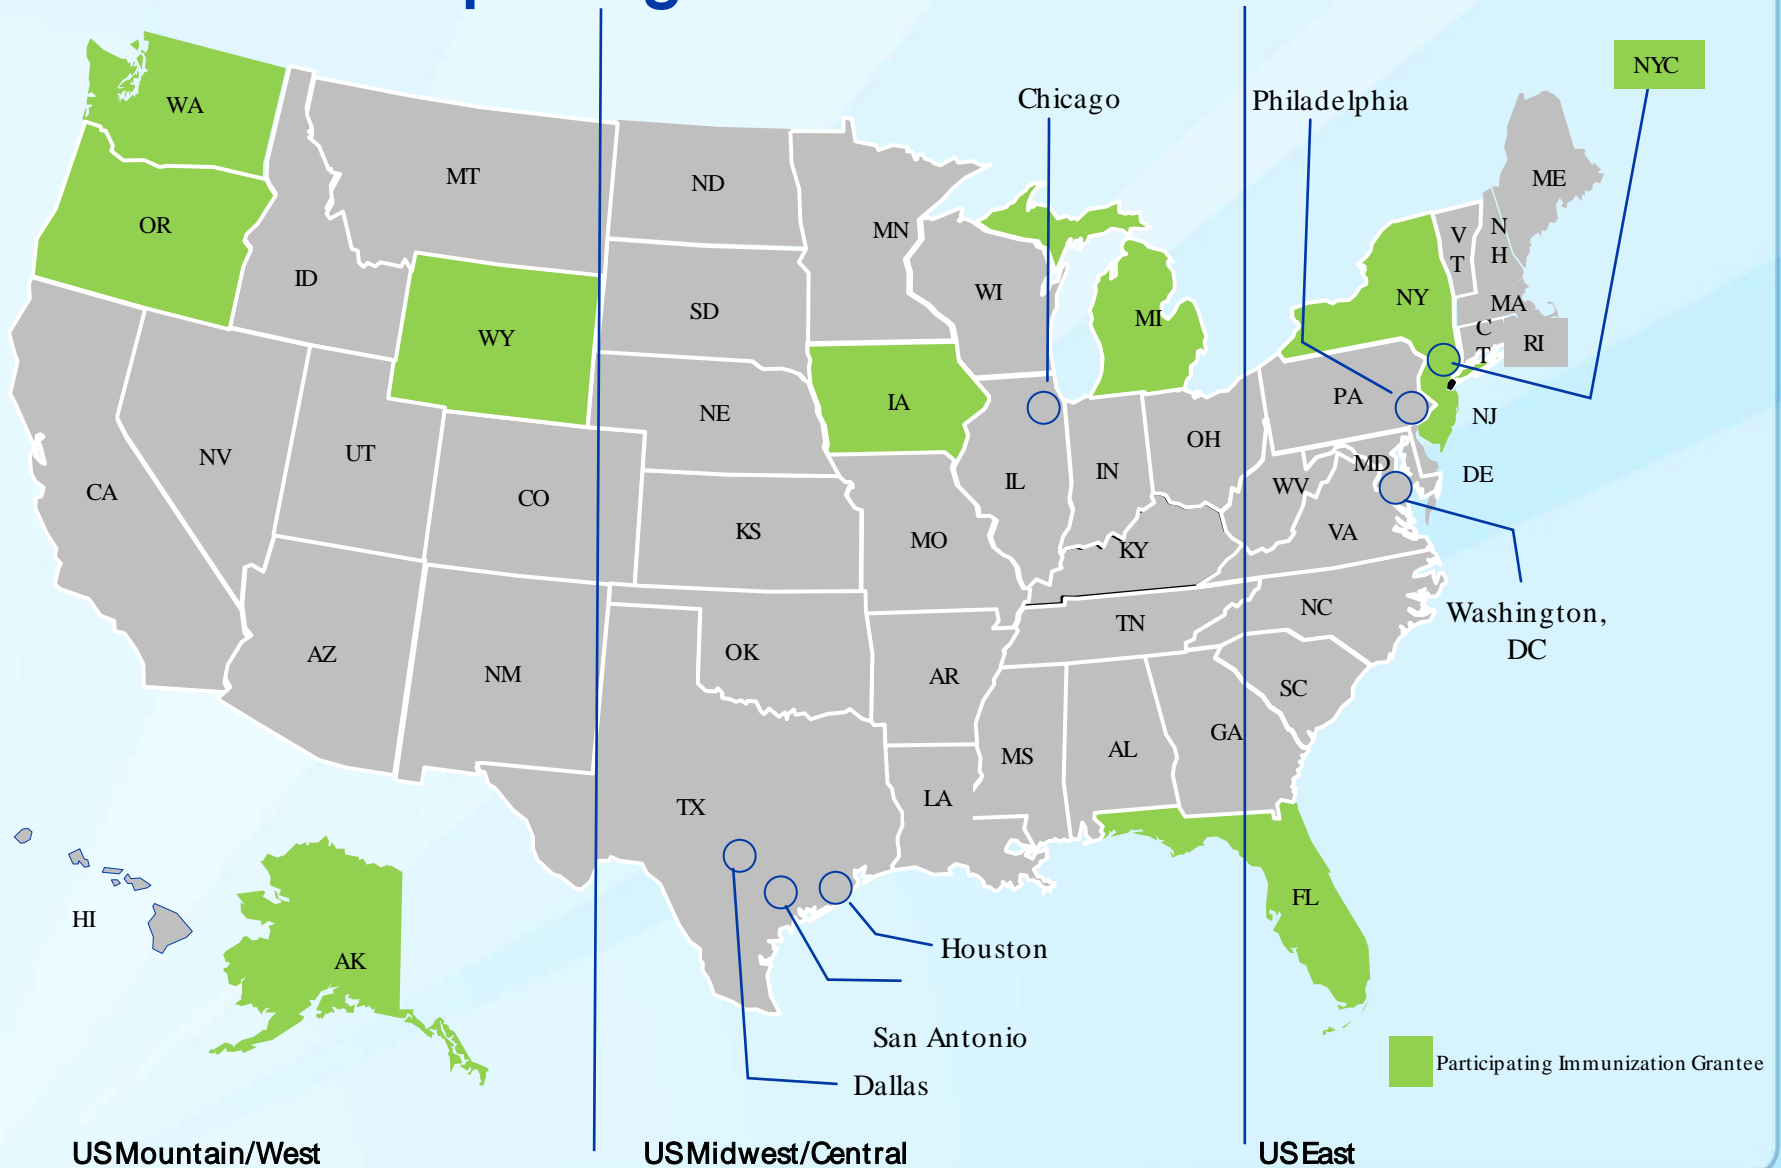 NYC
Chicago
Philadelphia
WA
MT
ND
ME
OR
MN
V
T
N
H
ID
WI
NY
MA
SD
MI
C
T
RI
WY
NE
IA
PA
NJ
OH
NV
UT
MD
DE
CA
CO
IL
IN
WV
KS
MO
KY
VA
NC
Washington,
DC
TN
AZ
NM
OK
AR
SC
GA
MS
AL
TX
LA
FL
HI
AK
Houston
San Antonio
Dallas
Participating Immunization Grantee
US Mountain/West
US Midwest/Central
US East